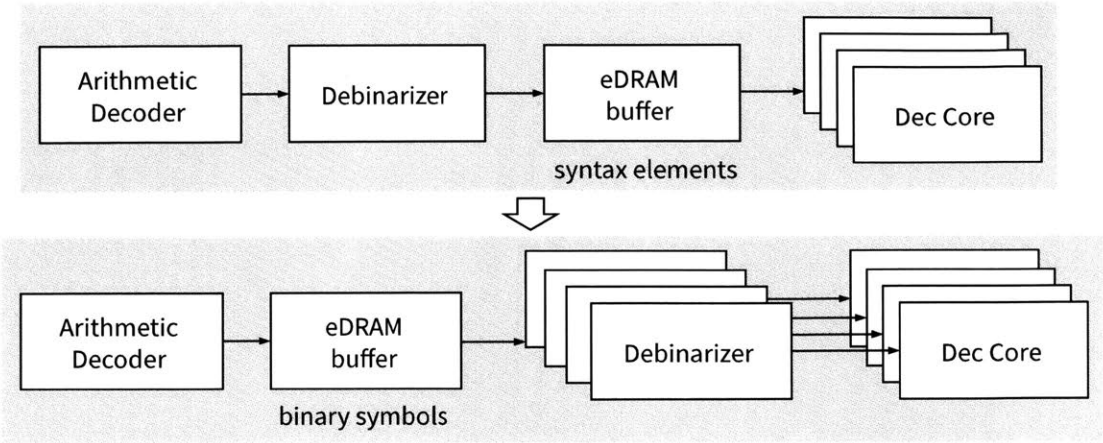 Arithmetic
Decoder
Debinarizer
eDRAM
buffer
Dec Core
syntax elements
Arithmetic
Decoder
eDRAM
buffer
Debinarizer
Dec Core
binary symbols